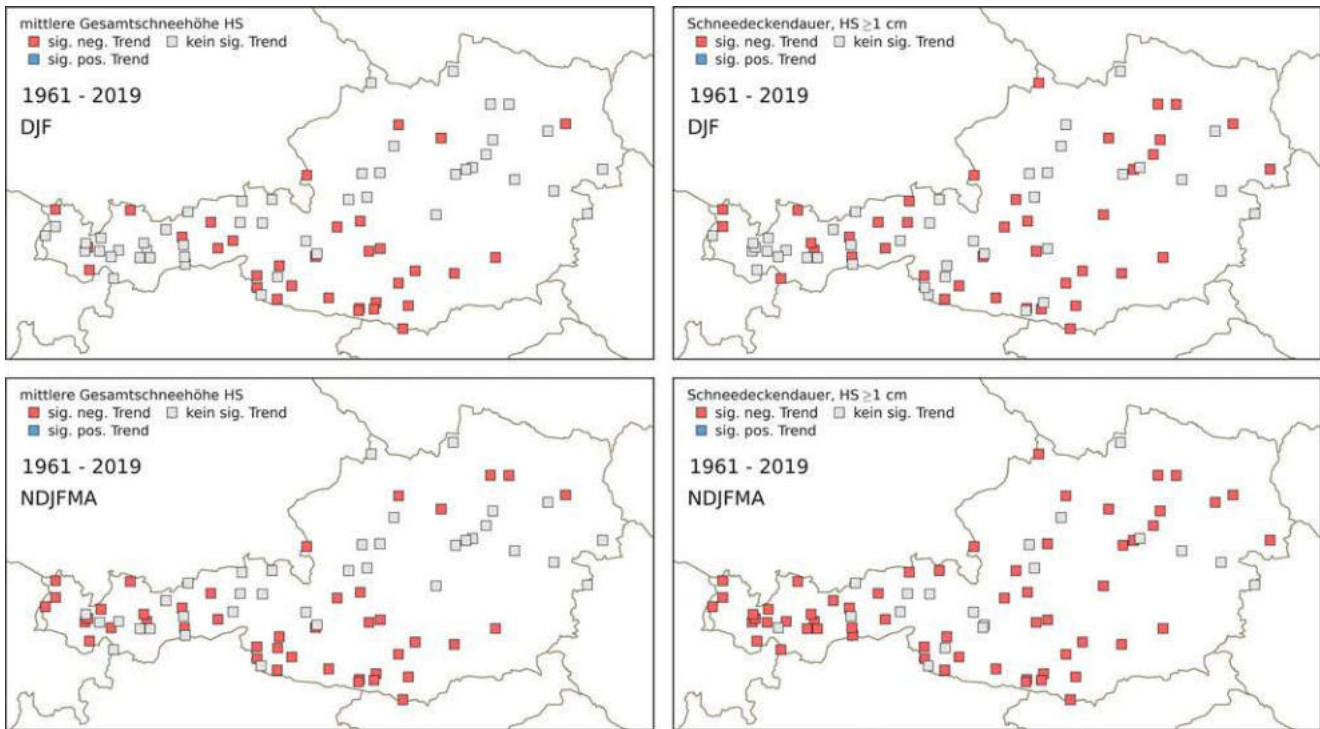 mittlere Gesamtschneehöhe HS
sig. neg. Trend kein sig. Trend
sig. pos. Trend
1961 - 2019
DJF
Schneedeckendauer, HS ≥1 cm
sig. neg. Trend kein sig. Trend
sig. pos. Trend
1961 - 2019
DJF
mittlere Gesamtschneehöhe HS
sig. neg. Trend kein sig. Trend
sig. pos. Trend
1961 - 2019
NDJFMA
Schneedeckendauer, HS ≥1 cm
sig. neg. Trend kein sig. Trend
sig. pos. Trend
1961 - 2019
NDJFMA